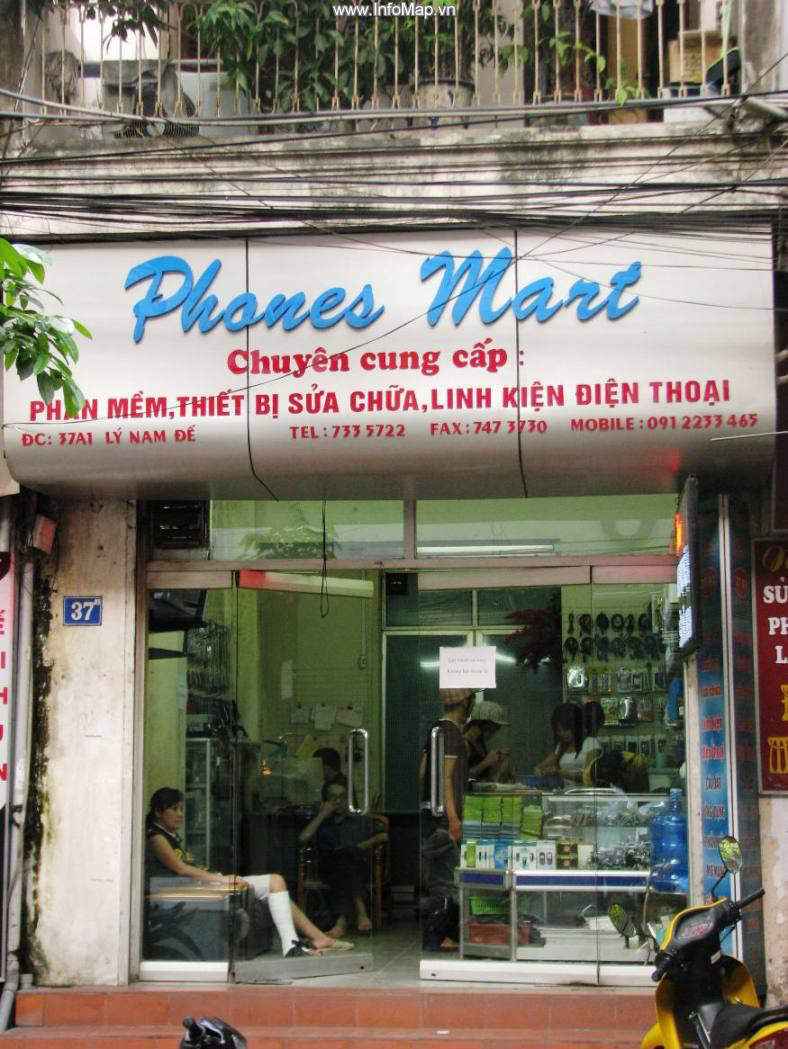 www.InfoMap.vn
Phones Mart
Chuyên cung cấp :
PHẦN MỀM,THIẾT BỊ SỬA CHỮA,LINH KIỆN ĐIỆN THOẠI
ĐC: 37A1 LÝ NAM ĐẾ TEL: 733 5722 FAX: 747 3730 MOBILE: 091 2233 465
37
SỬ